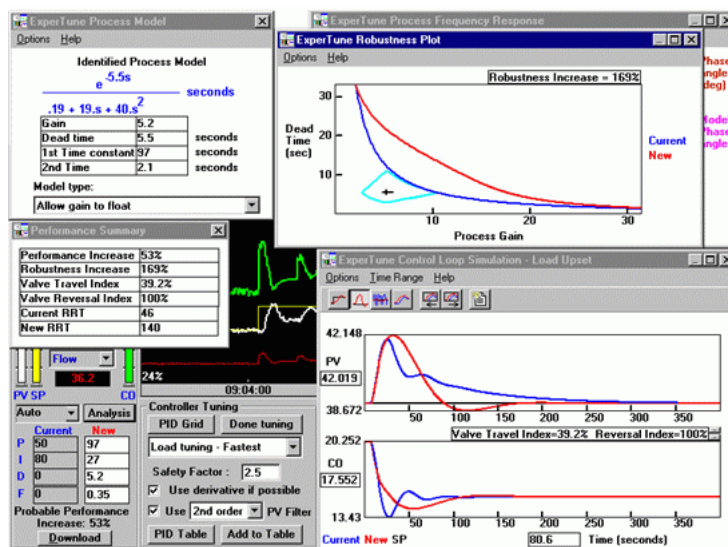 ExperTune Process Model
Options Help
Identified Process Model
e -5.5s
seconds
.19 + 19.s + 40.s 2
Gain 5.2
Dead time 5.5 seconds
1st Time constant 97 seconds
2nd Time 2.1 seconds
Model type:
Allow gain to float
ExperTune Process Frequency Response
ExperTune Robustness Plot
Options Help
Robustness Increase = 169%
30
Dead
Time 20
(sec)
10
10 20 30
Process Gain
Current
New
Performance Summary
Performance Increase 53%
Robustness Increase 169%
Valve Travel Index 39.2%
Valve Reversal Index 100%
Current RRT 46
New RRT 140
24%
09:04:00
Flow
36.2
PV SP CO
Auto Analysis
Current New
P 50 97
I 80 27
D 0 5.2
F 0 0.35
Probable Performance
Increase: 53%
Download
Controller Tuning
PID Grid Done tuning
Load tuning - Fastest
Safety Factor : 2.5
Use derivative if possible
Use 2nd order PV Filter
PID Table Add to Table
ExperTune Control Loop Simulation - Load Upset
Options Time Range Help
42.148
PV
42.019
38.672
50 100 150 200 250 300 350
20.252
Valve Travel Index=39.2% Reversal Index=100%
CO
17.552
13.43
50 100 150 200 250 300 350
Current New SP 80.6 Time (seconds)